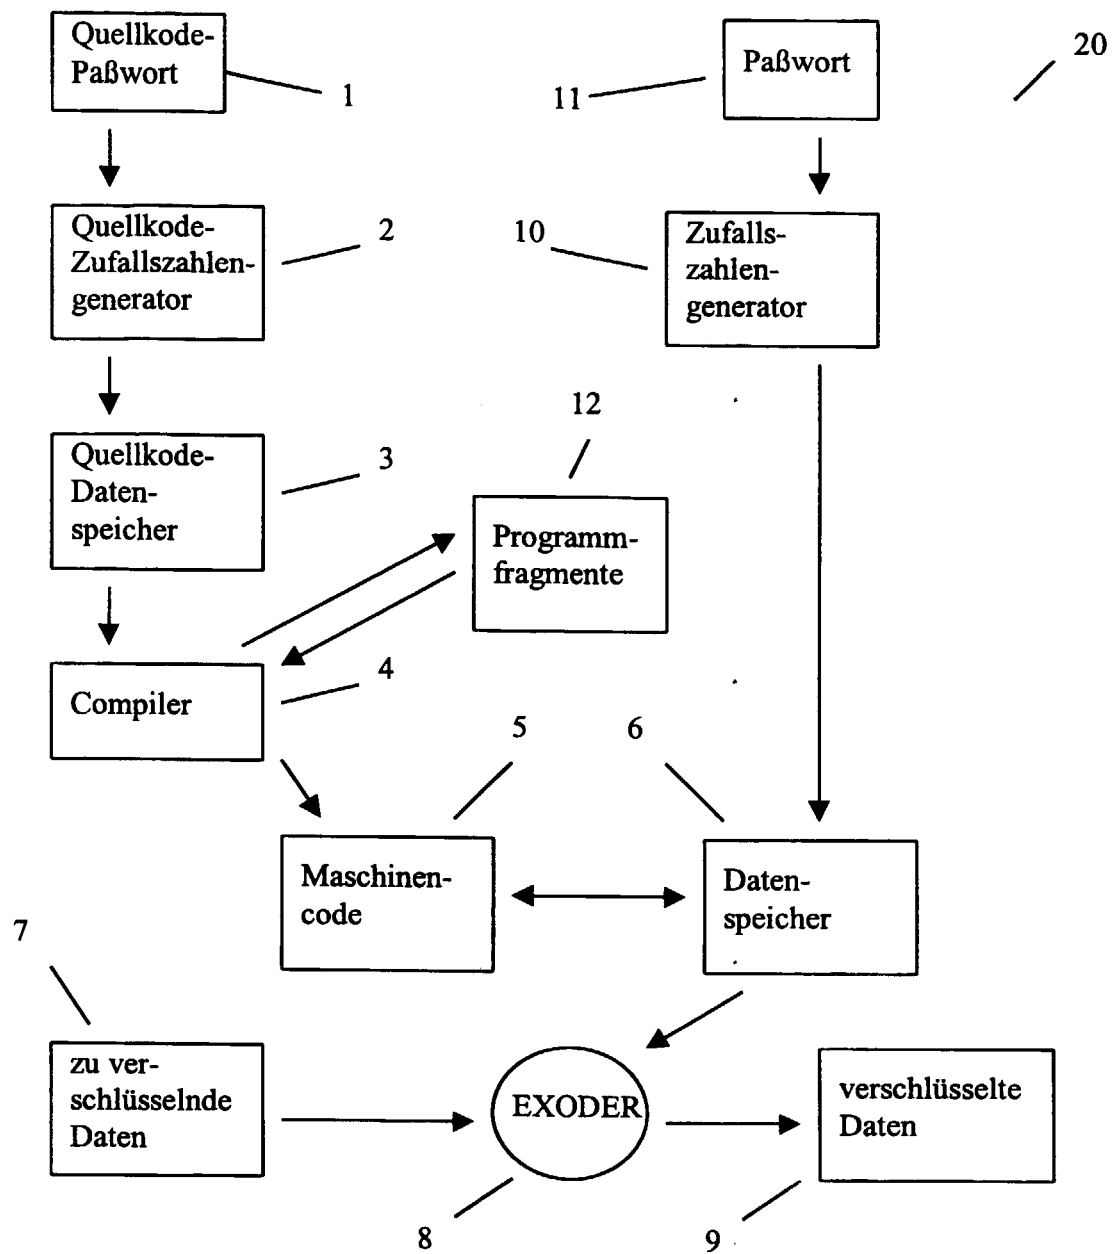 Quellkode-
Paßwort
1
11
Paßwort
20
Quellkode-
Zufallszahlen-
generator
2
10
Zufalls-
zahlen-
generator
12
Quellkode-
Daten-
speicher
3
Programm-
fragmente
4
Compiler
5
6
Maschinen-
code
Daten-
speicher
7
zu ver-
schlüsselnde
Daten
EXODER
verschlüsselte
Daten
8
9